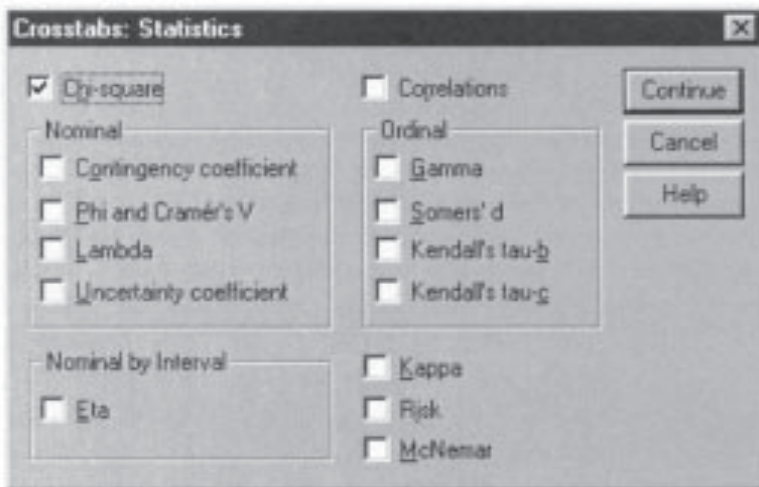 Crosstabs: Statistics
Chi-square
Correlations
Continue
Nominal
Ordinal
Cancel
Contingency coefficient
Gamma
Help
Phi and Cramér's V
Somers' d
Lambda
Kendall's tau-b
Uncertainty coefficient
Kendall's tau-c
Nominal by Interval
Kappa
Eta
Risk
McNemar